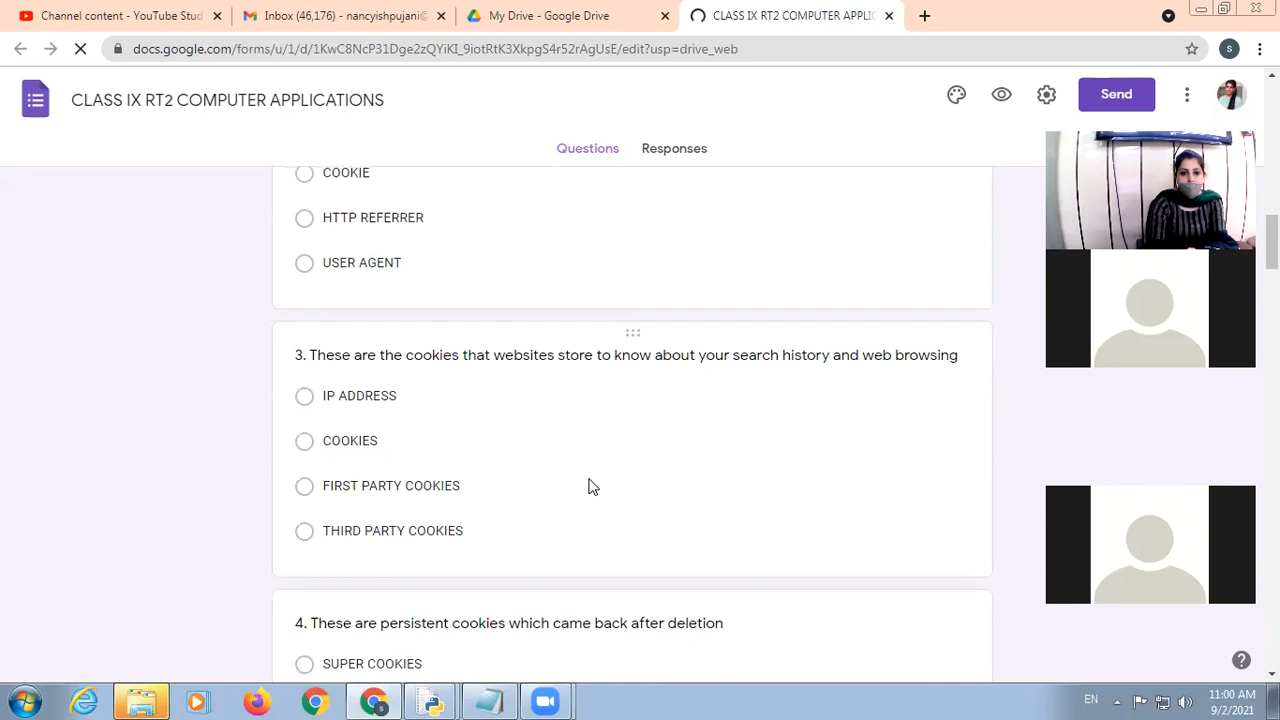 Channel content - YouTube Stud
Inbox (46,176) - nancyishpujani@
My Drive - Google Drive
CLASS IX RT2 COMPUTER APPLIC
docs.google.com/forms/u/1/d/1KwC8NcP31Dge2zQYiKI_9iotRtK3XkpgS4r52rAgUsE/edit?usp=drive_web
S
CLASS IX RT2 COMPUTER APPLICATIONS
Send
Questions
Responses
COOKIE
HTTP REFERRER
USER AGENT
3. These are the cookies that websites store to know about your search history and web browsing
IP ADDRESS
COOKIES
FIRST PARTY COOKIES
THIRD PARTY COOKIES
4. These are persistent cookies which came back after deletion
SUPER COOKIES
EN
11:00 AM
9/2/2021